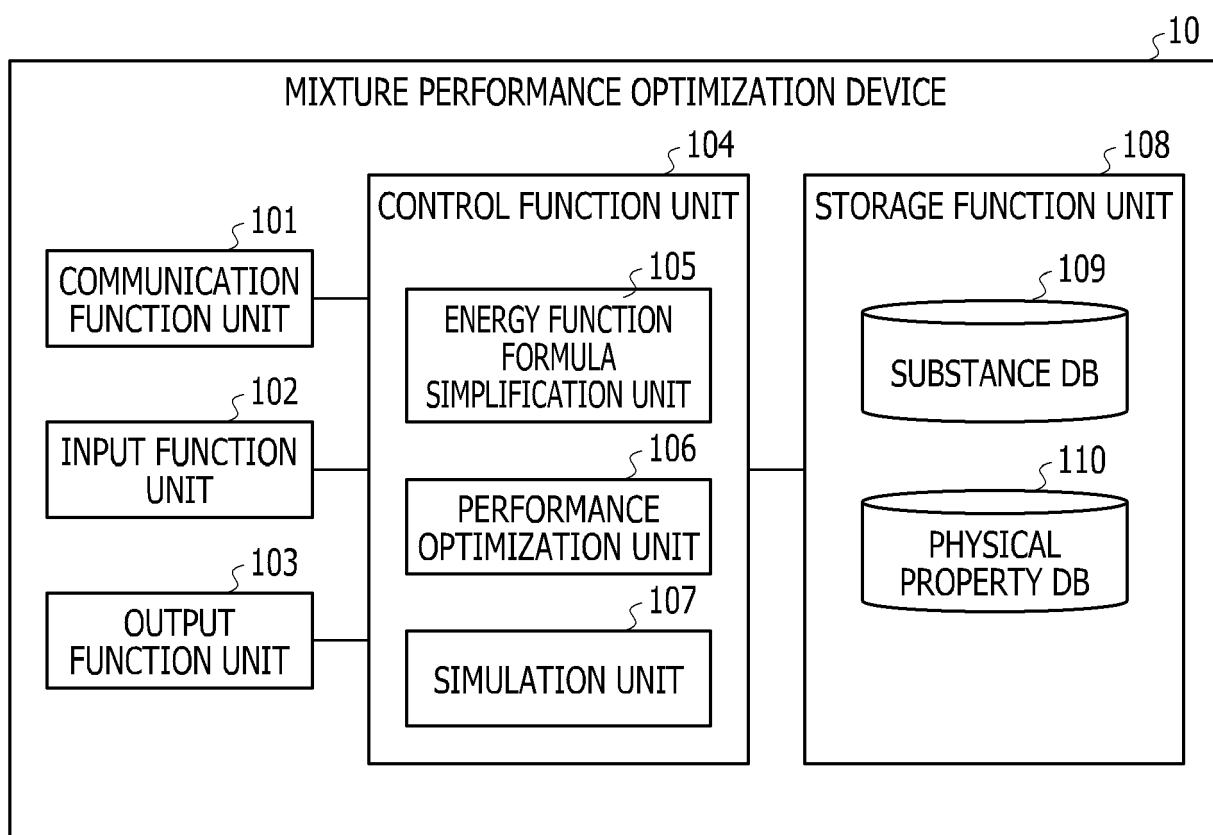 10
MIXTURE PERFORMANCE OPTIMIZATION DEVICE
101
COMMUNICATION
FUNCTION UNIT
102
INPUT FUNCTION
UNIT
103
OUTPUT
FUNCTION UNIT
104
CONTROL FUNCTION UNIT
105
ENERGY FUNCTION
FORMULA
SIMPLIFICATION UNIT
106
PERFORMANCE
OPTIMIZATION UNIT
107
SIMULATION UNIT
108
STORAGE FUNCTION UNIT
109
SUBSTANCE DB
110
PHYSICAL
PROPERTY DB